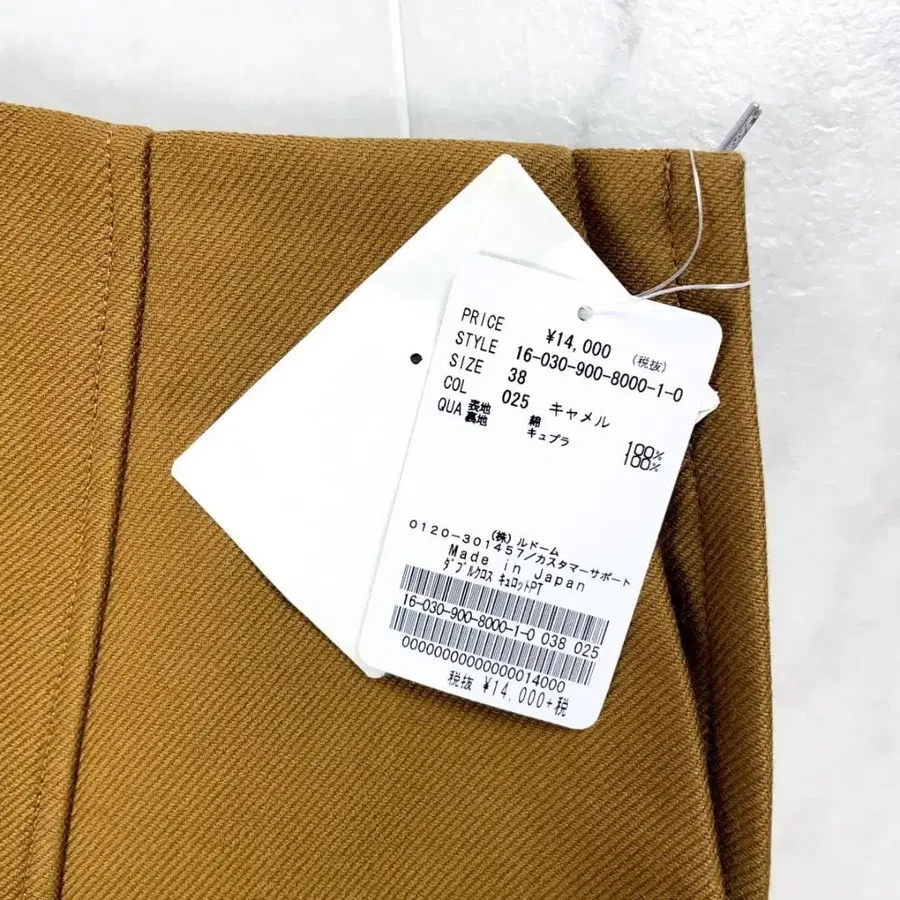 PRICE ¥14,000 (税抜)
STYLE 16-030-900-8000-1-0
SIZE 38
COL 025 キャメル
QUA 表地 綿 100%
裏地 キュプラ 100%
(株)ルドーム
0120-301457/カスタマーサポート
Made in Japan
ダブルクロス キュロットPT
16-030-900-8000-1-0 038 025
00000000000000014000
税抜 ¥14,000+税